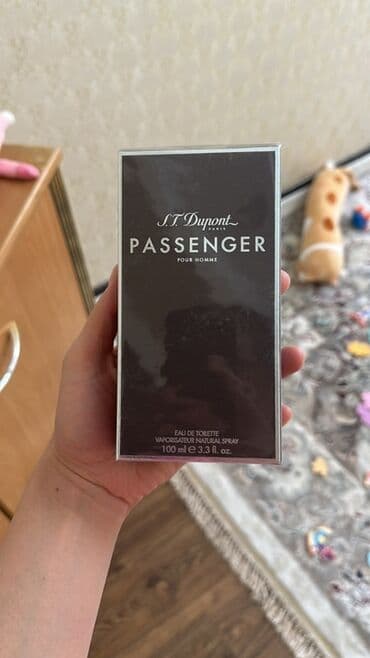 S.T. Dupont
PARIS
PASSENGER
POUR HOMME
EAU DE TOILETTE
VAPORISATEUR NATURAL SPRAY
100 ml ℮ 3.3 fl. oz.